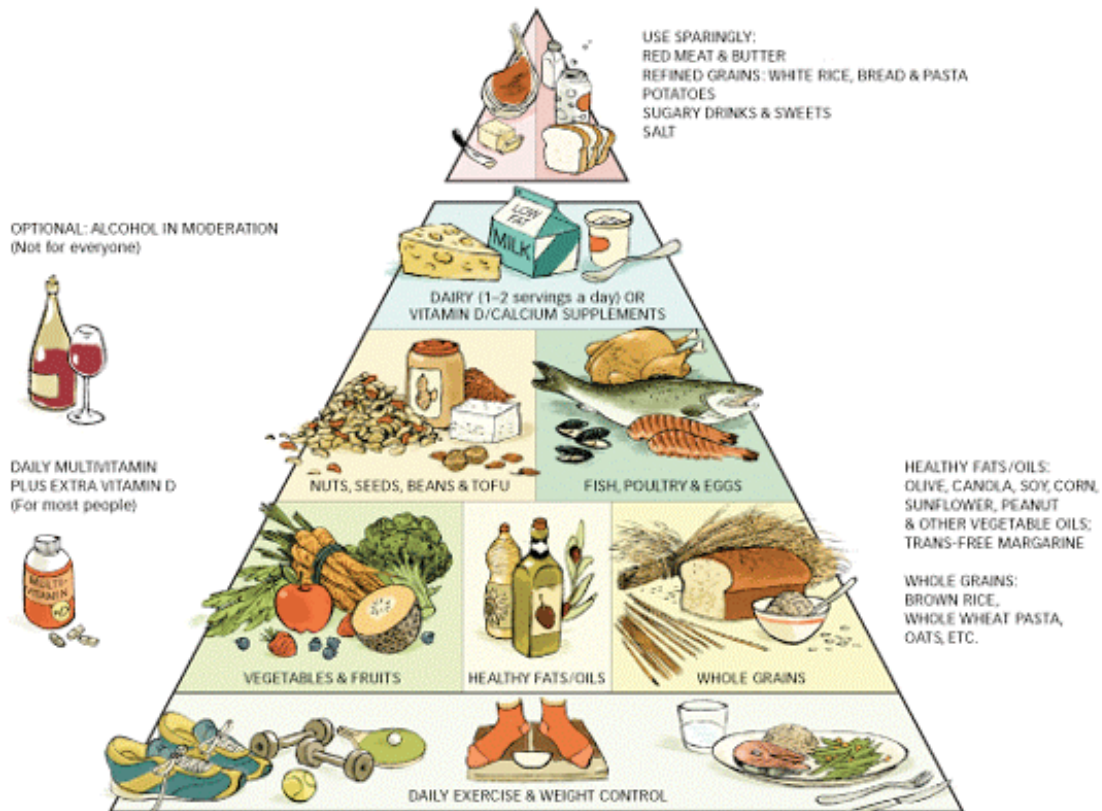 USE SPARINGLY:
RED MEAT & BUTTER
REFINED GRAINS: WHITE RICE, BREAD & PASTA
POTATOES
SUGARY DRINKS & SWEETS
SALT
OPTIONAL: ALCOHOL IN MODERATION
(Not for everyone)
LOW
FAT
MILK
DAIRY (1–2 servings a day) OR
VITAMIN D/CALCIUM SUPPLEMENTS
NUTS, SEEDS, BEANS & TOFU
FISH, POULTRY & EGGS
DAILY MULTIVITAMIN
PLUS EXTRA VITAMIN D
(For most people)
MULTI-
VITAMIN
HEALTHY FATS/OILS:
OLIVE, CANOLA, SOY, CORN,
SUNFLOWER, PEANUT
& OTHER VEGETABLE OILS;
TRANS-FREE MARGARINE
WHOLE GRAINS:
BROWN RICE,
WHOLE WHEAT PASTA,
OATS, ETC.
VEGETABLES & FRUITS
HEALTHY FATS/OILS
WHOLE GRAINS
DAILY EXERCISE & WEIGHT CONTROL